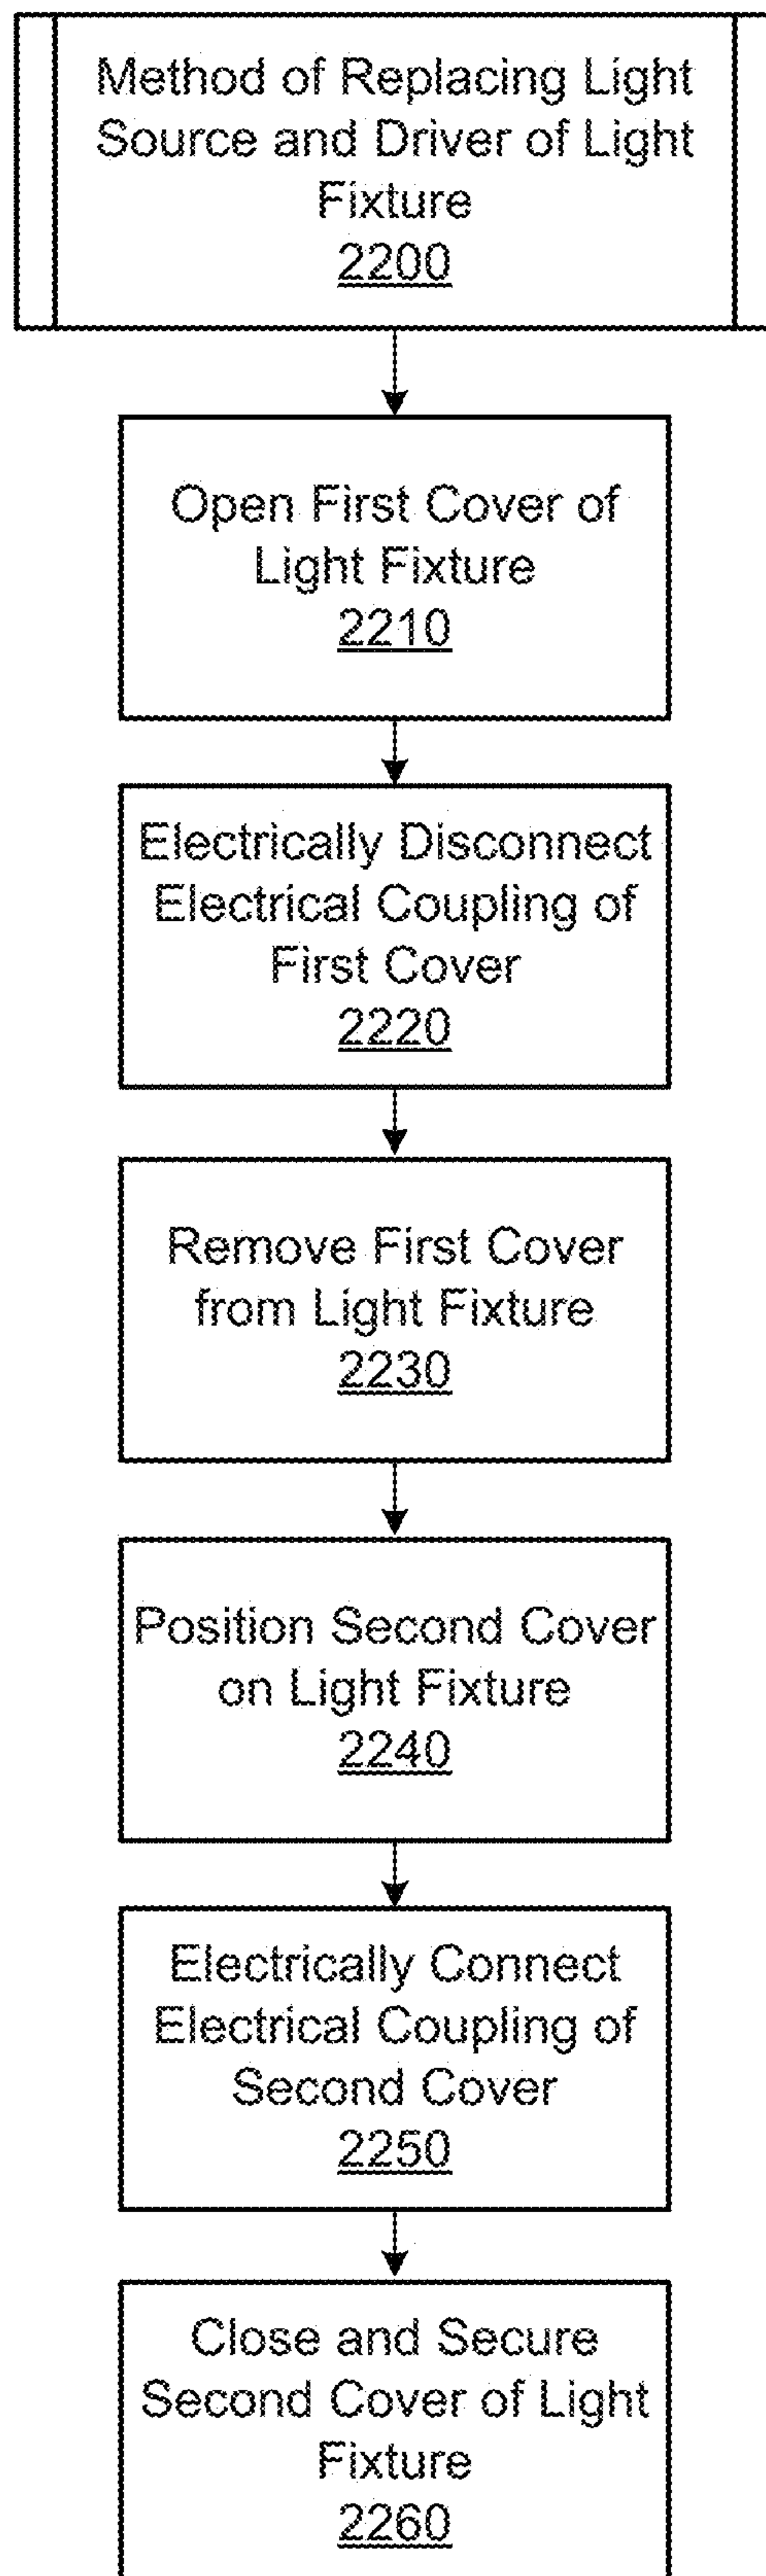 Method of Replacing Light
Source and Driver of Light
Fixture
2200
Open First Cover of
Light Fixture
2210
Electrically Disconnect
Electrical Coupling of
First Cover
2220
Remove First Cover
from Light Fixture
2230
Position Second Cover
on Light Fixture
2240
Electrically Connect
Electrical Coupling of
Second Cover
2250
Close and Secure
Second Cover of Light
Fixture
2260